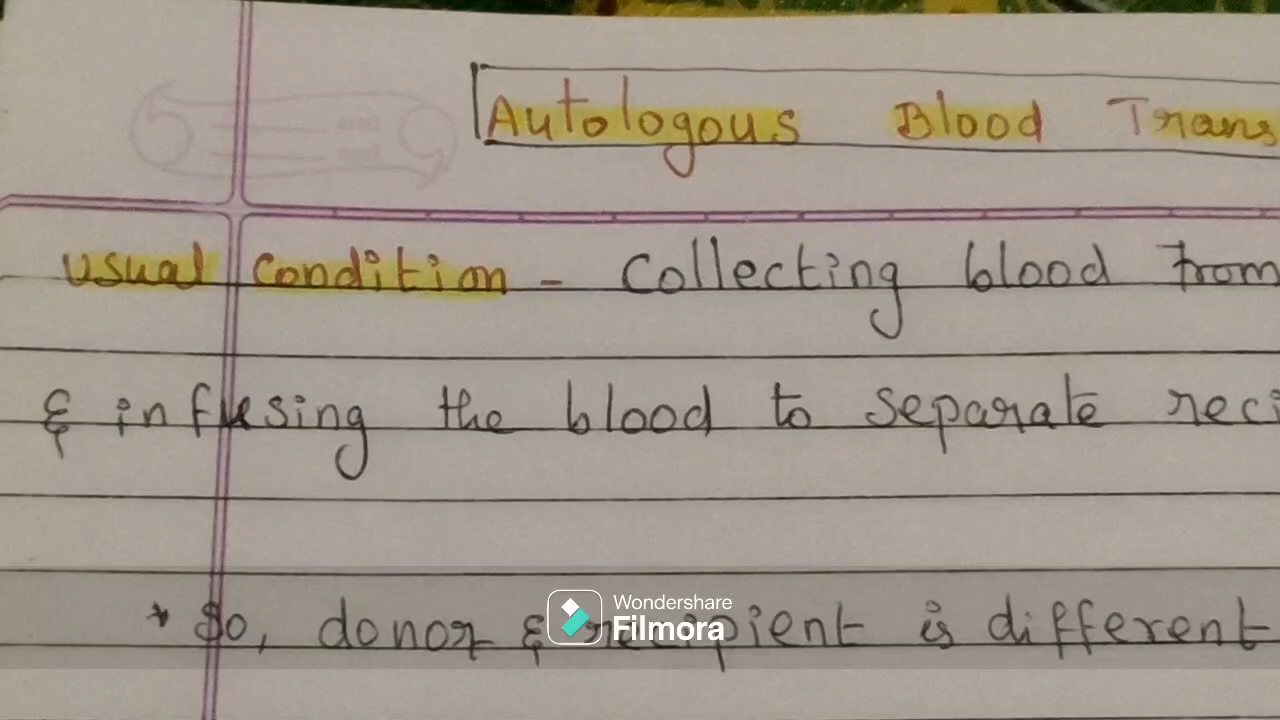 Autologous Blood Trans
usual condition - Collecting blood from
& infusing the blood to separate reci
* So, donor & recipient is different
Wondershare
Filmora